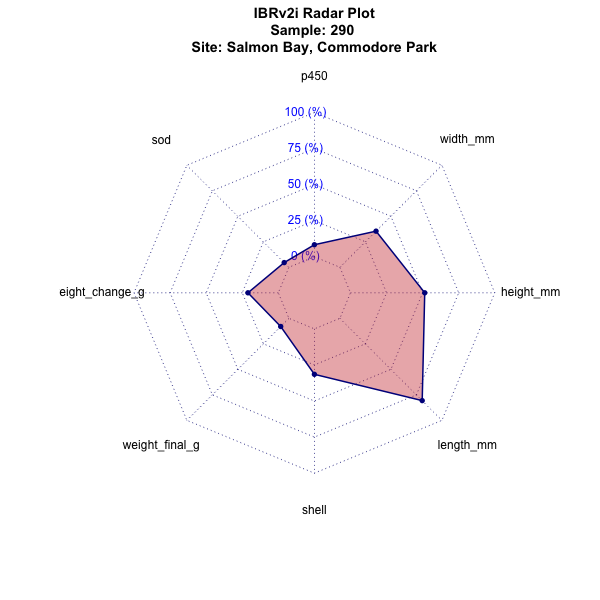 IBRv2i Radar Plot
Sample: 290
Site: Salmon Bay, Commodore Park
p450
100 (%)
sod
width_mm
75 (%)
50 (%)
25 (%)
0 (%)
eight_change_g
height_mm
weight_final_g
length_mm
shell